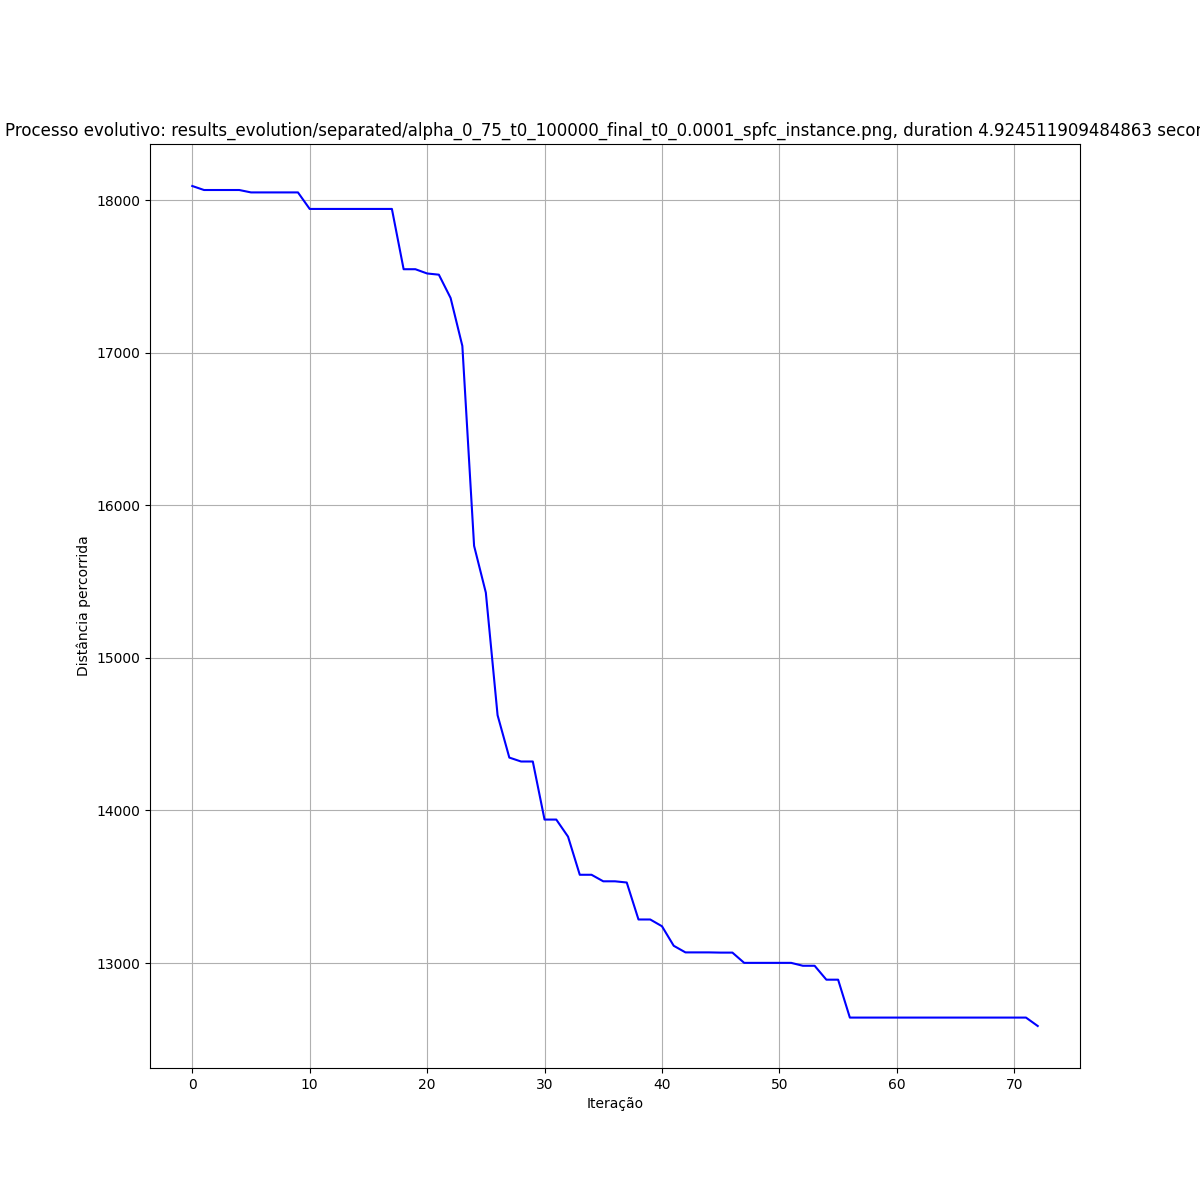 Processo evolutivo: results_evolution/separated/alpha_0_75_t0_100000_final_t0_0.0001_spfc_instance.png, duration 4.924511909484863
18000
17000
16000
15000
14000
13000
Distância percorrida
0 10 20 30 40 50 60 70
Iteração